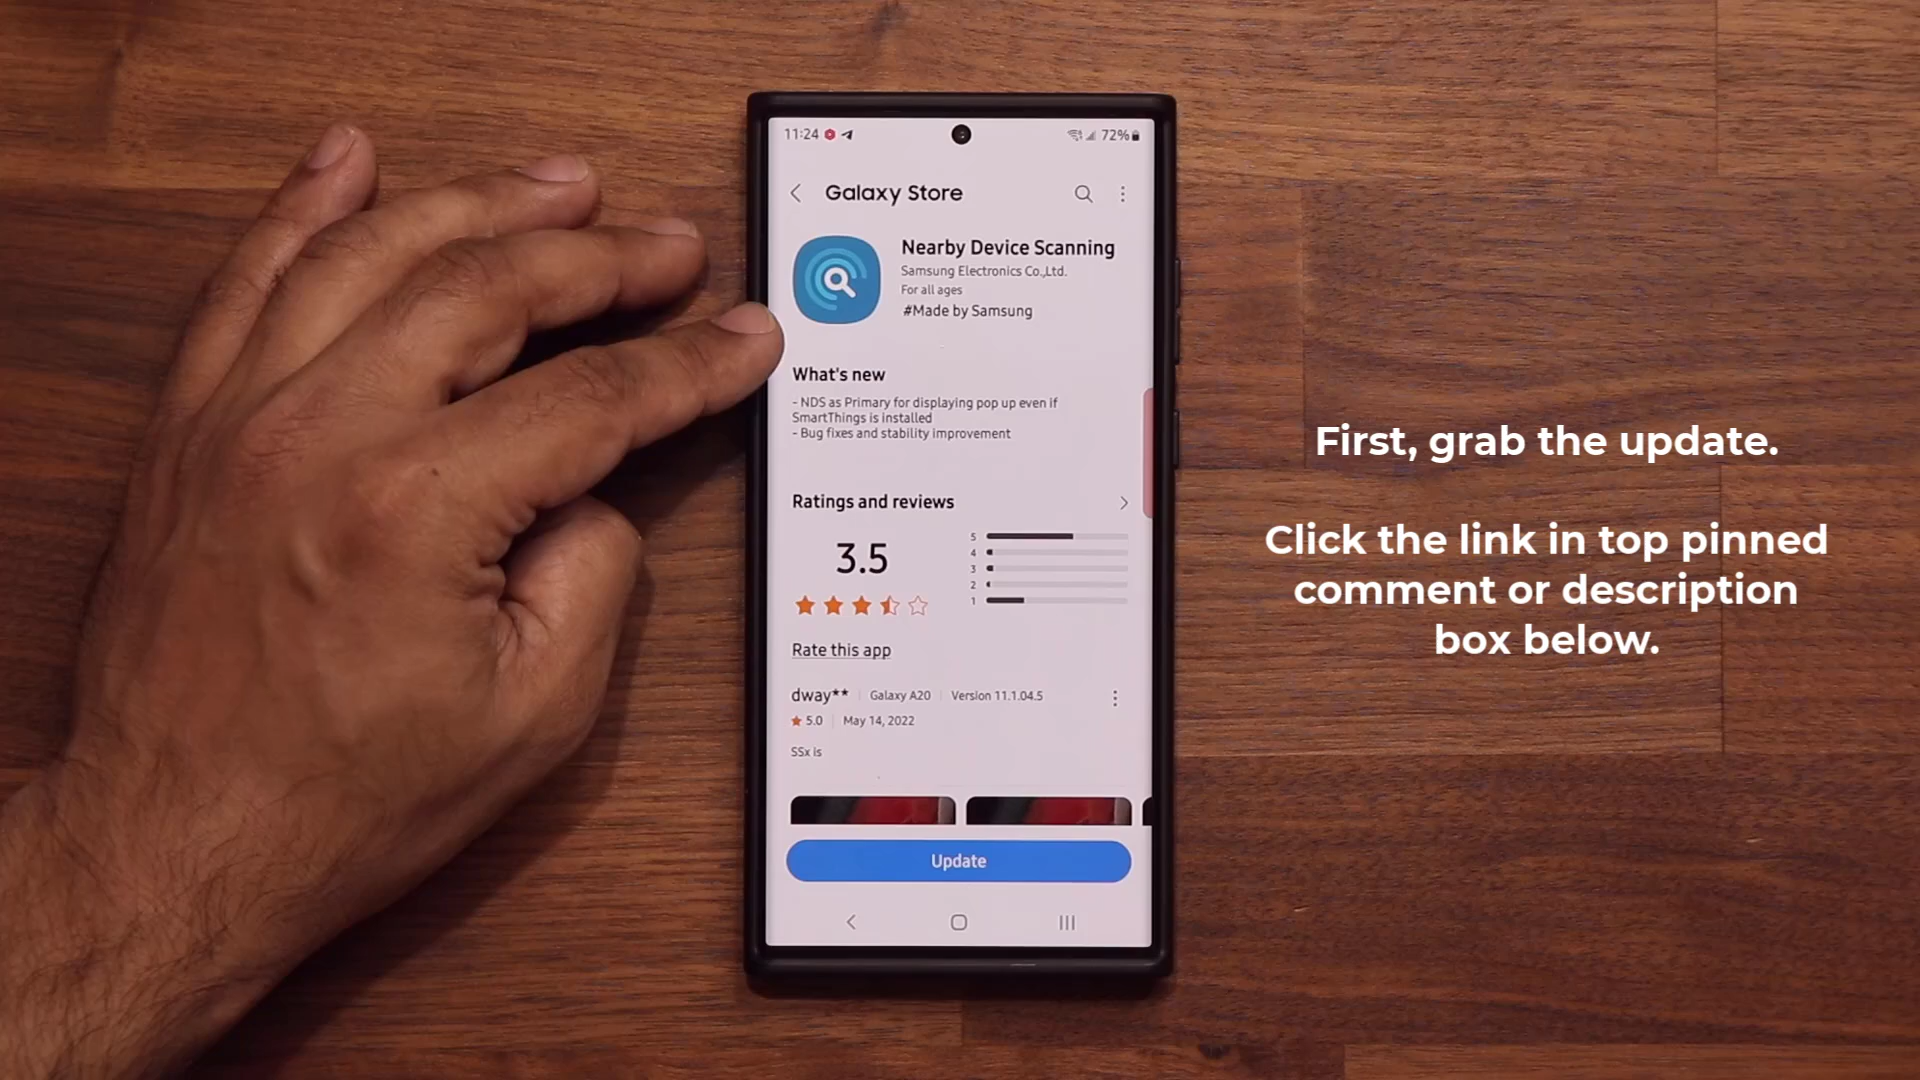 11:24
72%
Galaxy Store
Nearby Device Scanning
Samsung Electronics Co.,Ltd.
For all ages
#Made by Samsung
What's new
- NDS as Primary for displaying pop up even if
SmartThings is installed
- Bug fixes and stability improvement
Ratings and reviews
3.5
5
4
3
2
1
Rate this app
dway** Galaxy A20 Version 11.1.04.5
5.0 May 14, 2022
SSx is
Update
First, grab the update.
Click the link in top pinned
comment or description
box below.